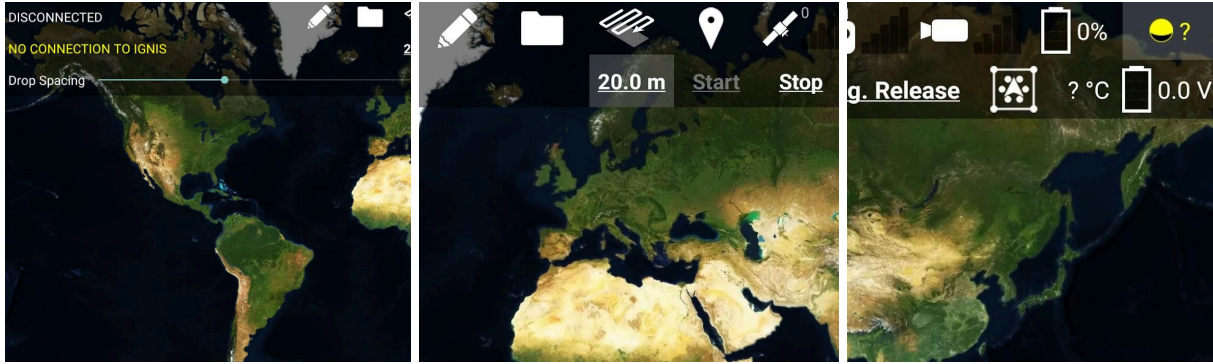 DISCONNECTED
NO CONNECTION TO IGNIS
Drop Spacing
0
20.0 m Start Stop
0% ?
g. Release ? °C 0.0 V